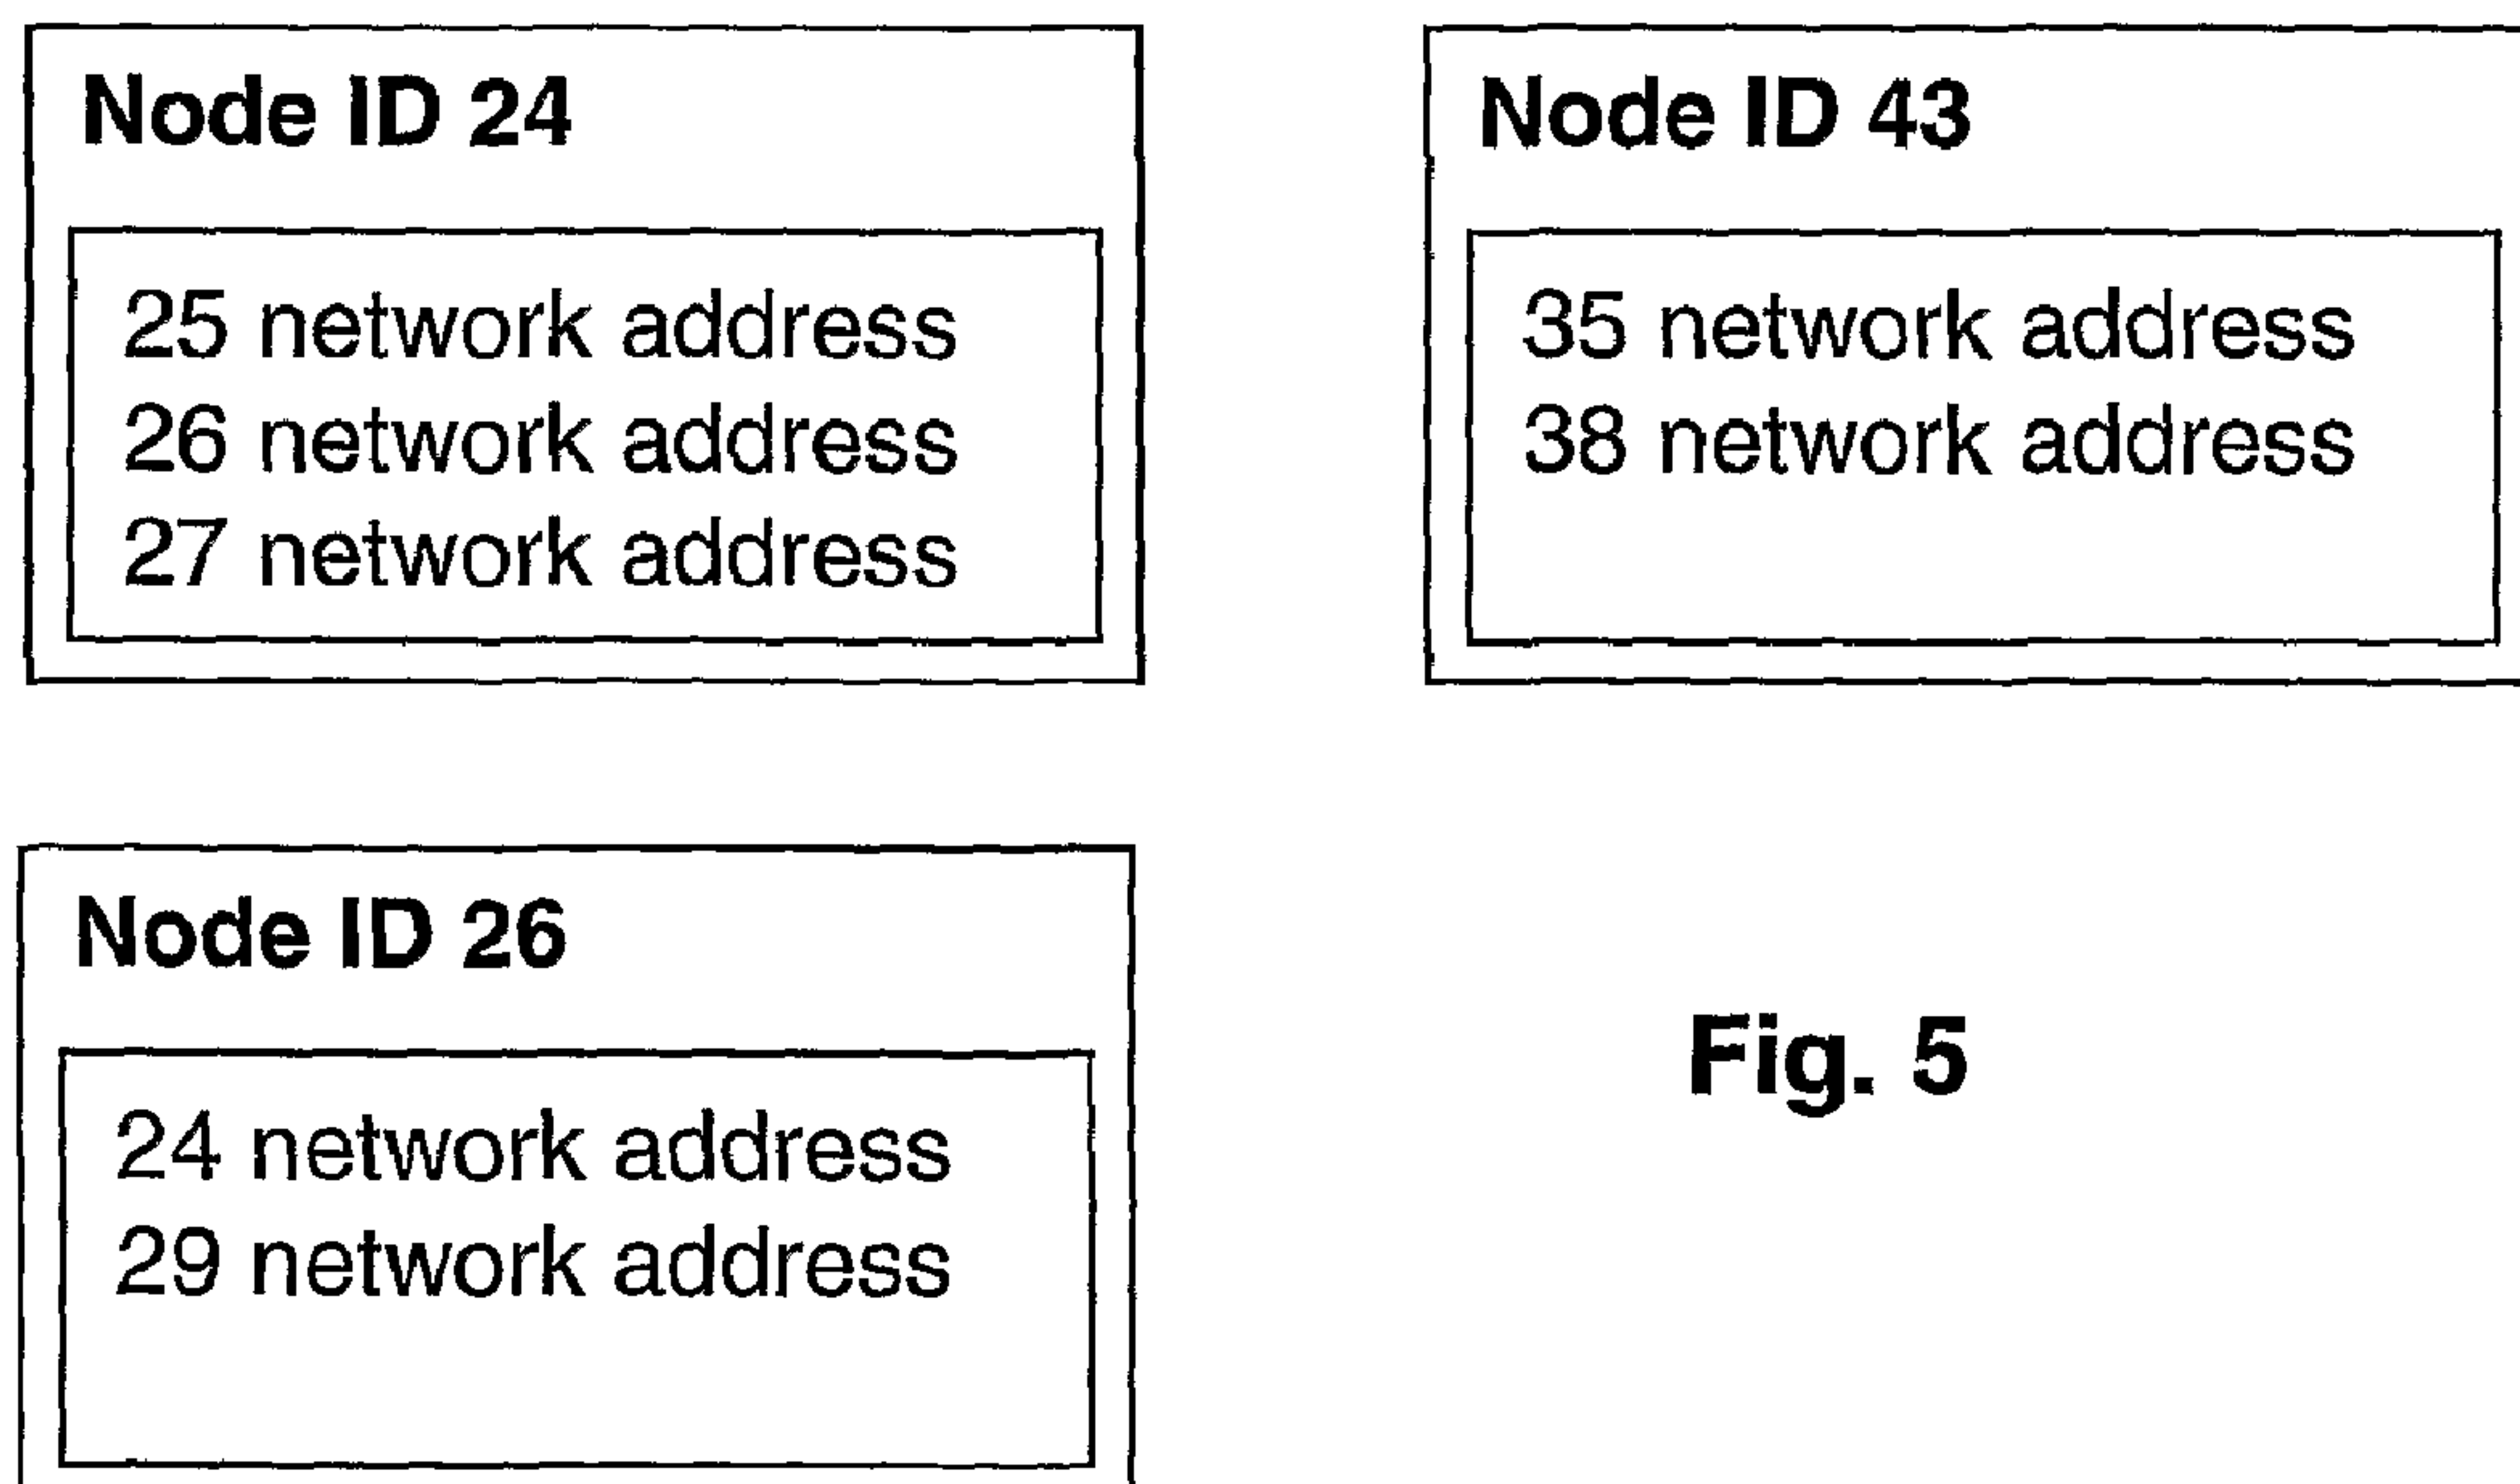 Node ID 24
25 network address
26 network address
27 network address
Node ID 43
35 network address
38 network address
Node ID 26
24 network address
29 network address
Fig. 5